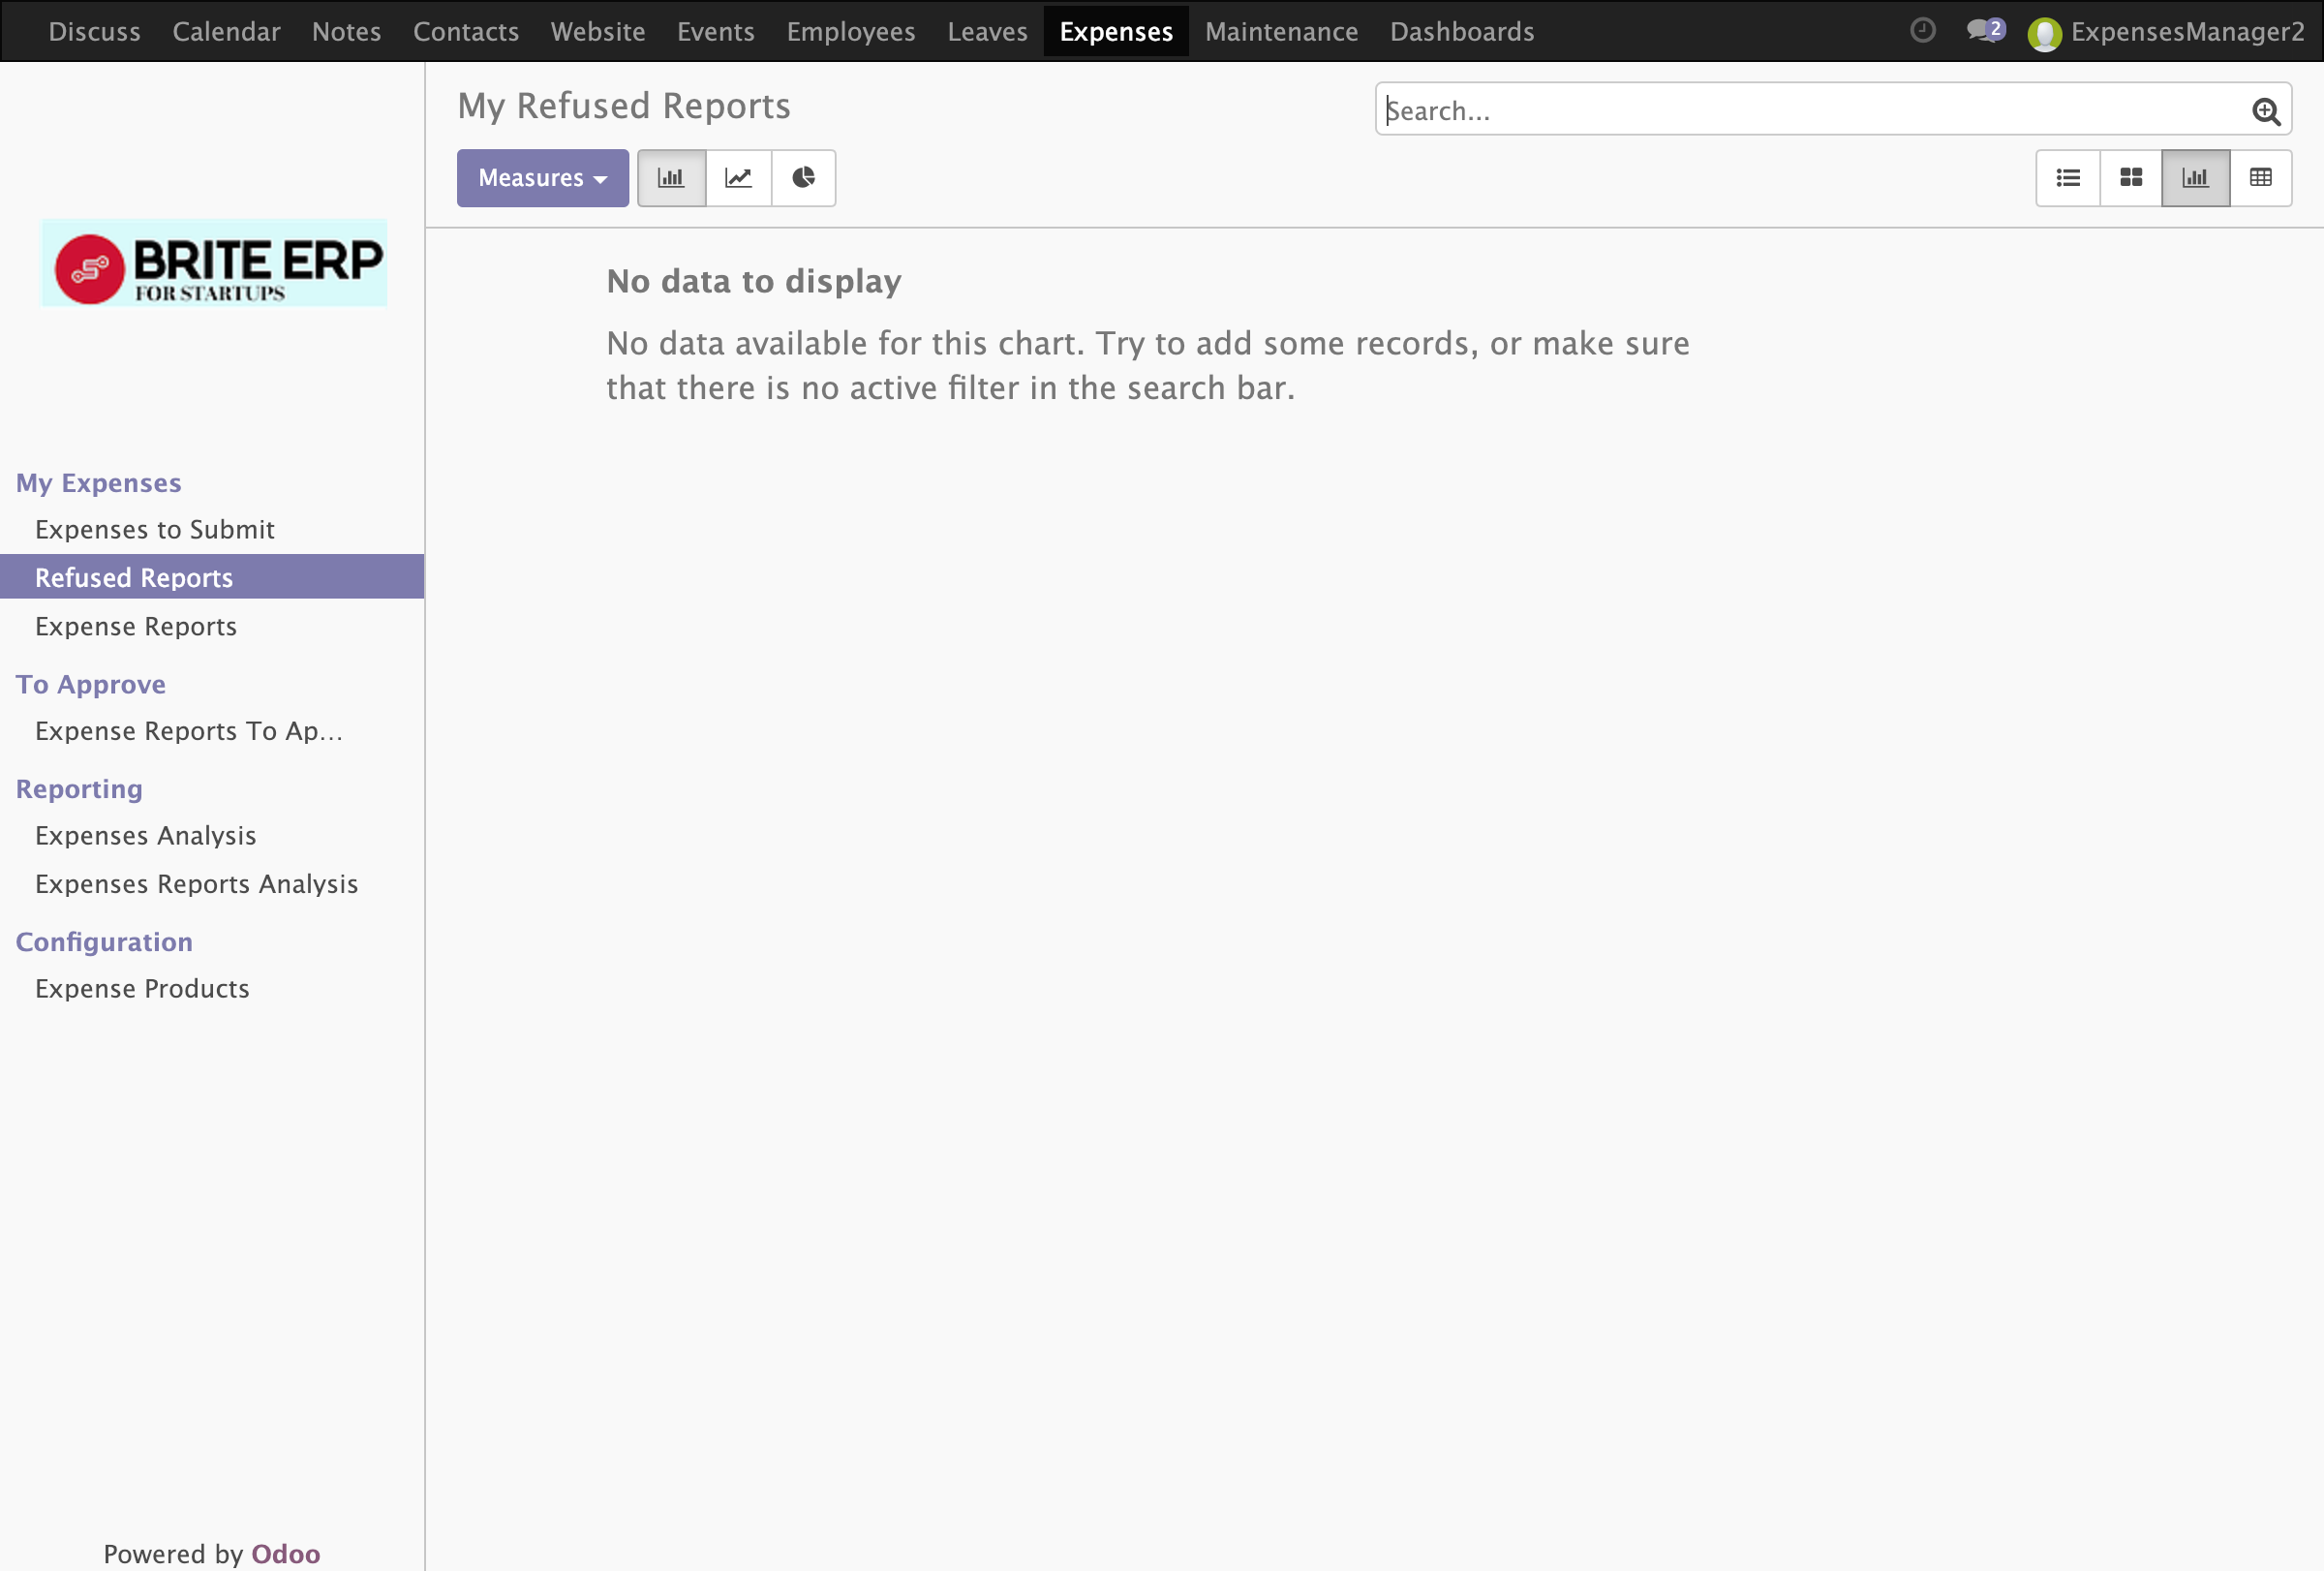 Discuss Calendar Notes Contacts Website Events Employees Leaves Expenses Maintenance Dashboards 2 ExpensesManager2
My Refused Reports
Search...
Measures
BRITE ERP
FOR STARTUPS
No data to display
No data available for this chart. Try to add some records, or make sure
that there is no active filter in the search bar.
My Expenses
Expenses to Submit
Refused Reports
Expense Reports
To Approve
Expense Reports To Ap...
Reporting
Expenses Analysis
Expenses Reports Analysis
Configuration
Expense Products
Powered by Odoo